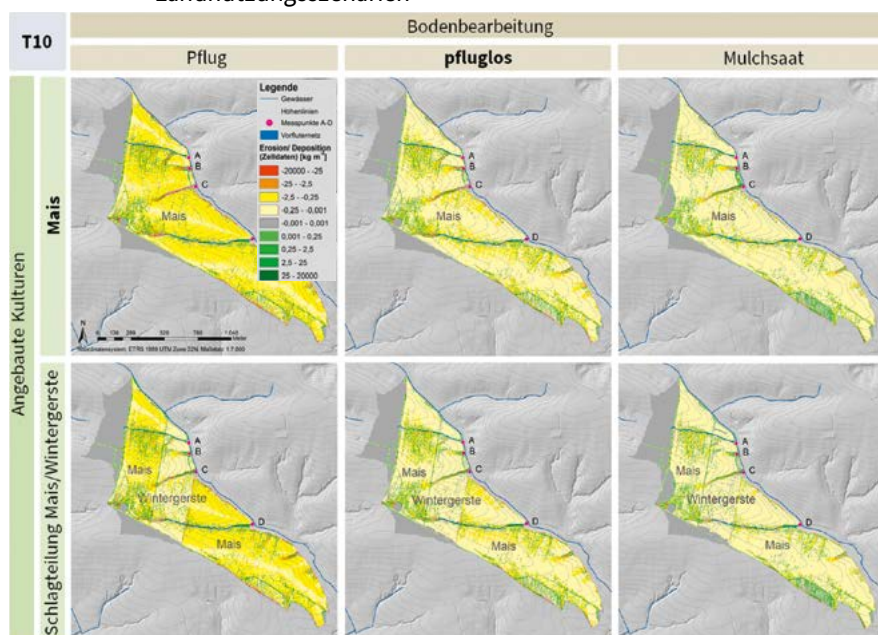 Landnutzungsszenarien
T10
Bodenbearbeitung
Pflug
pfluglos
Mulchsaat
Angebaute Kulturen
Mais
Legende
Gewässer
Höhenlinien
Messpunkte A-D
Vorfluternetz
Erosion/ Deposition
(Zelldaten) [kg m⁻²]
-20000 - -25
-25 - -2,5
-2,5 - -0,25
-0,25 - -0,001
-0,001 - 0,001
0,001 - 0,25
0,25 - 2,5
2,5 - 25
25 - 20000
A
B
C
Mais
N
A
B
C
Mais
D
A
B
C
Mais
D
Schlagteilung Mais/Wintergerste
A
B
C
Mais
Wintergerste
D
Mais
A
B
C
Mais
Wintergerste
D
Mais
A
B
C
Mais
Wintergerste
D
Mais